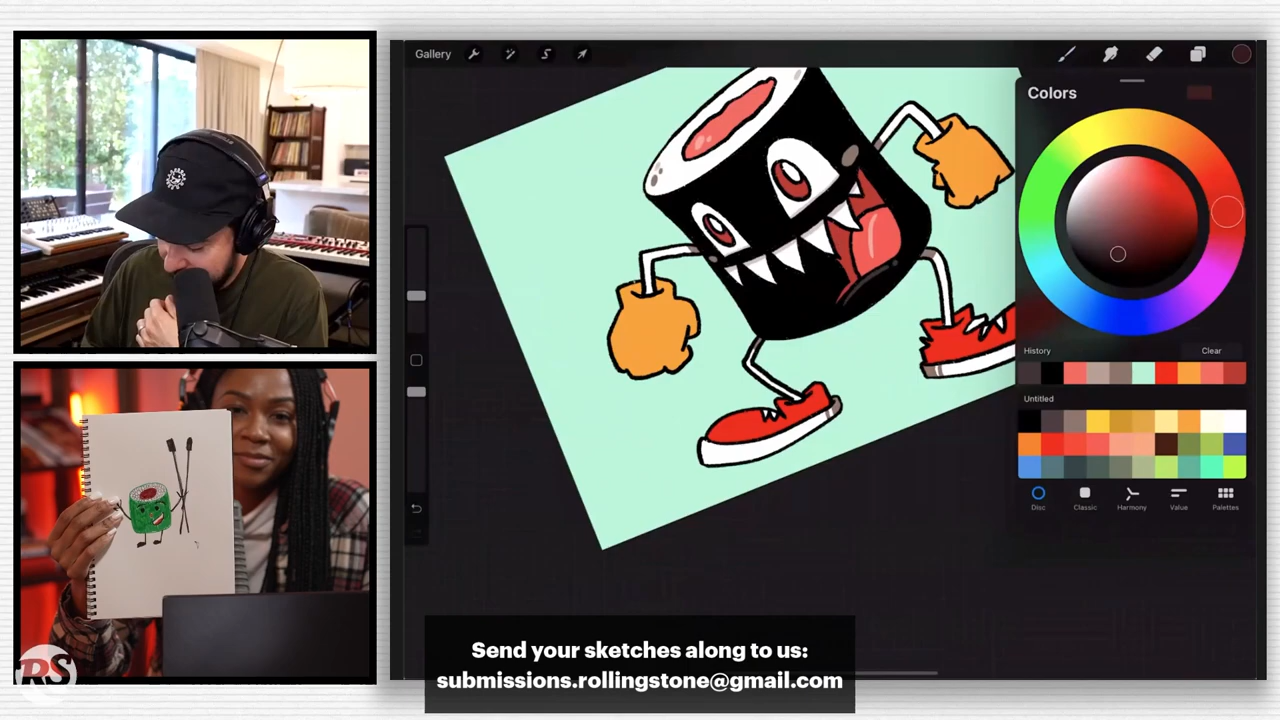 Gallery
Colors
History
Clear
Untitled
Disc
Classic
Harmony
Value
Palettes
RS
Send your sketches along to us:
submissions.rollingstone@gmail.com